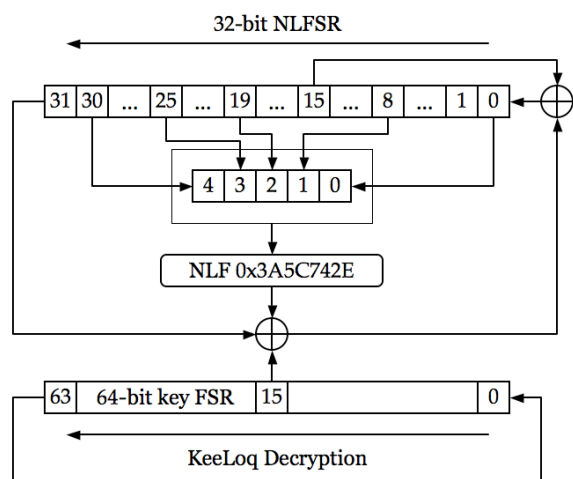 32-bit NLFSR
31 30 ... 25 ... 19 ... 15 ... 8 ... 1 0
4 3 2 1 0
NLF 0x3A5C742E
63 64-bit key FSR 15 0
KeeLoq Decryption